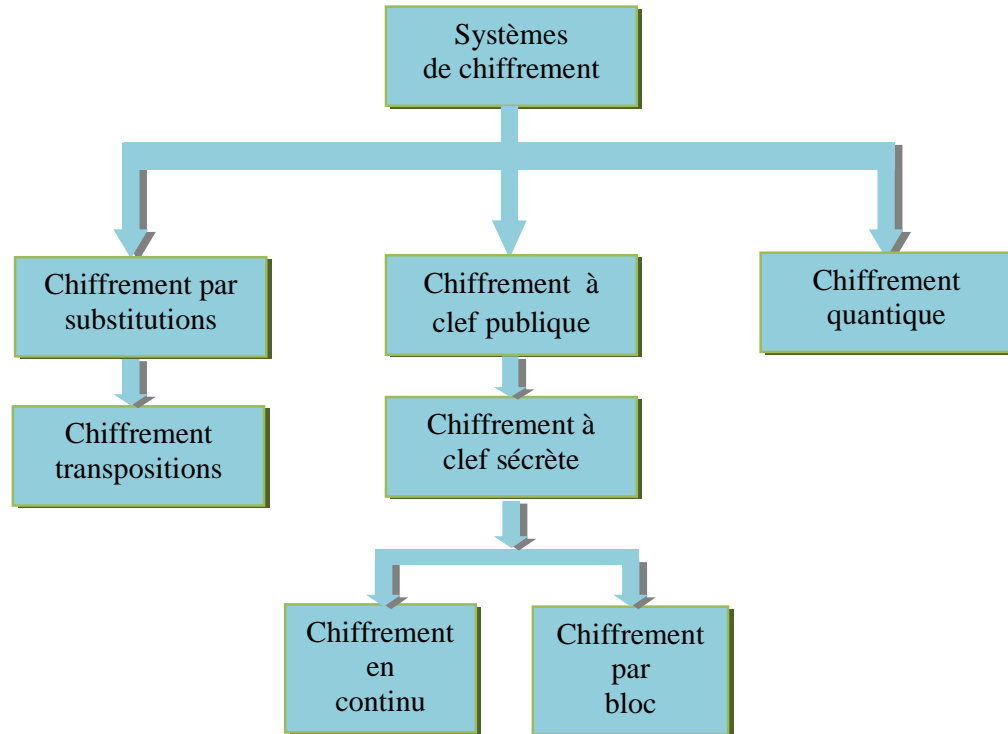 Systèmes
de chiffrement
Chiffrement par
substitutions
Chiffrement à
clef publique
Chiffrement
quantique
Chiffrement
transpositions
Chiffrement à
clef sécrète
Chiffrement
en
continu
Chiffrement
par
bloc